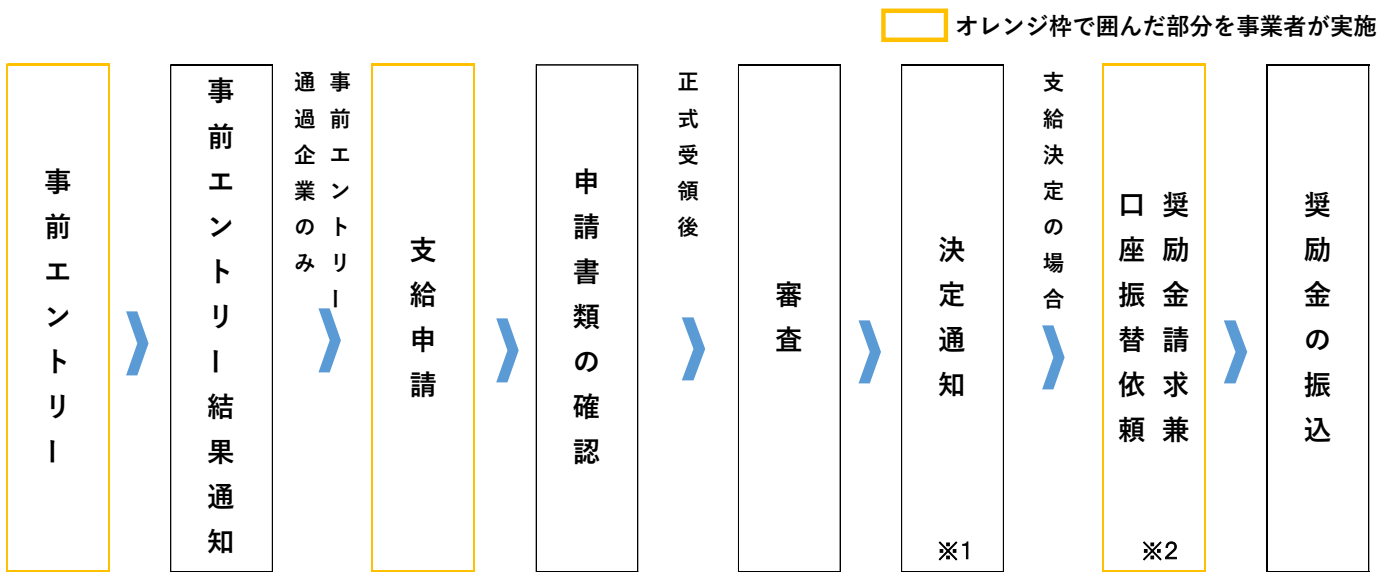 オレンジ枠で囲んだ部分を事業者が実施
事前エントリー
事前エントリー結果通知
事前エントリー
通過企業のみ
支給申請
申請書類の確認
正式受領後
審査
決定通知
※1
支給決定の場合
奨励金請求兼
口座振替依頼
※2
奨励金の振込